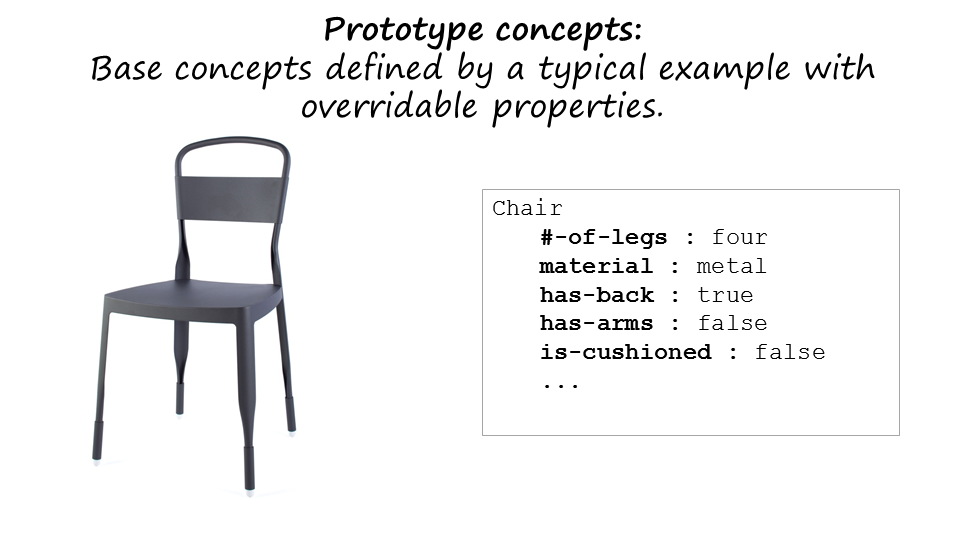 Prototype concepts:
Base concepts defined by a typical example with
overridable properties.
Chair
#-of-legs : four
material : metal
has-back : true
has-arms : false
is-cushioned : false
...